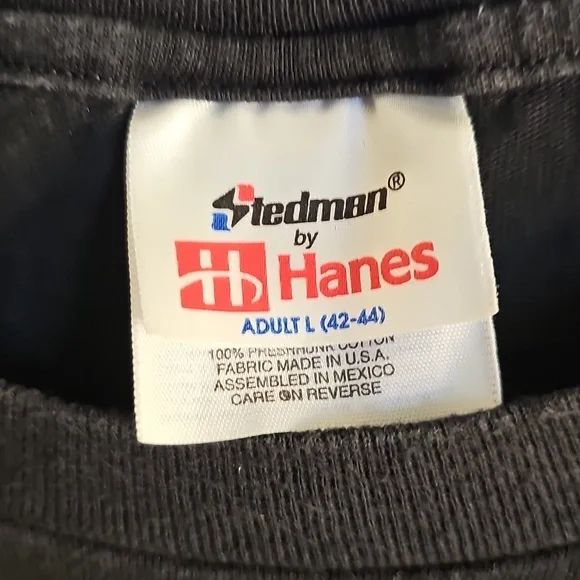 Stedman®
by
H Hanes
ADULT L (42-44)
100% PRESHRUNK COTTON
FABRIC MADE IN U.S.A.
ASSEMBLED IN MEXICO
CARE ON REVERSE